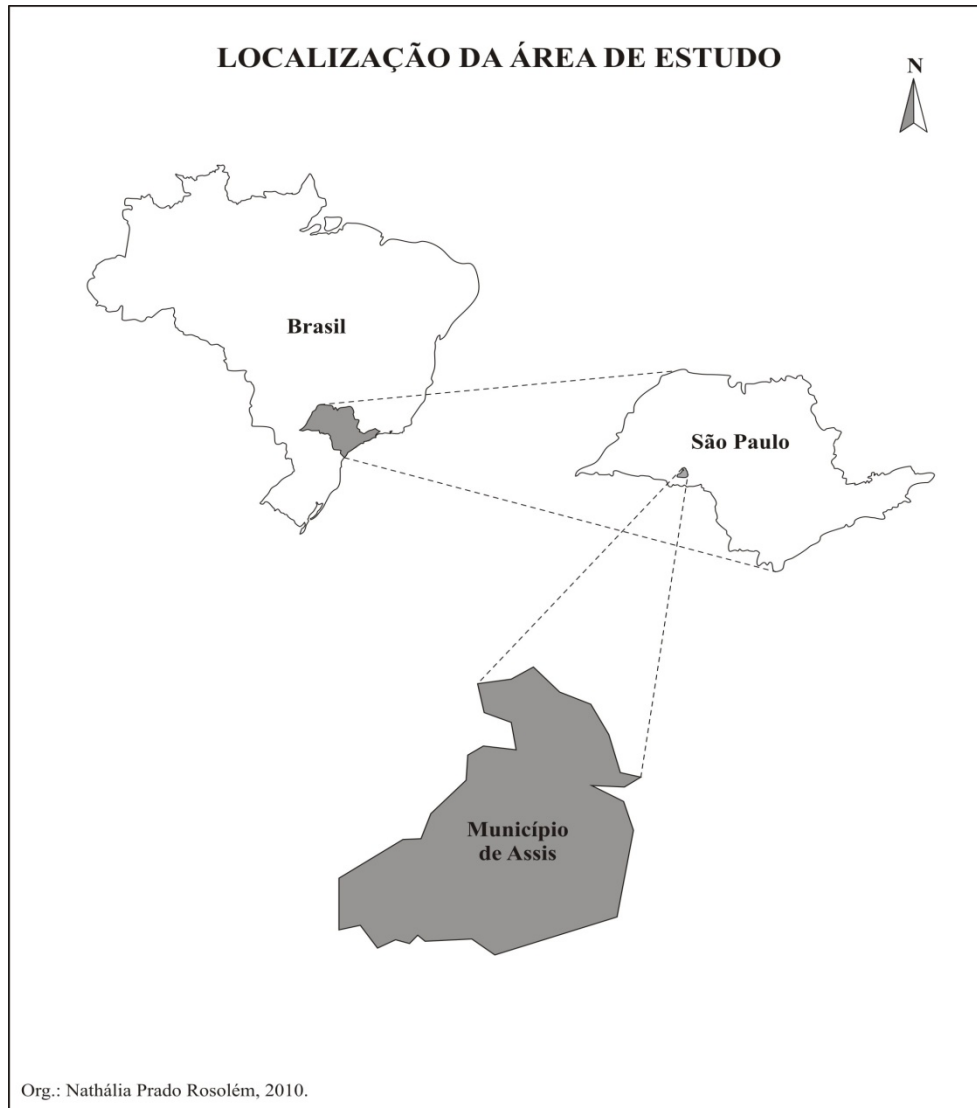 LOCALIZAÇÃO DA ÁREA DE ESTUDO
N
Brasil
São Paulo
Município
de Assis
Org.: Nathália Prado Rosolém, 2010.